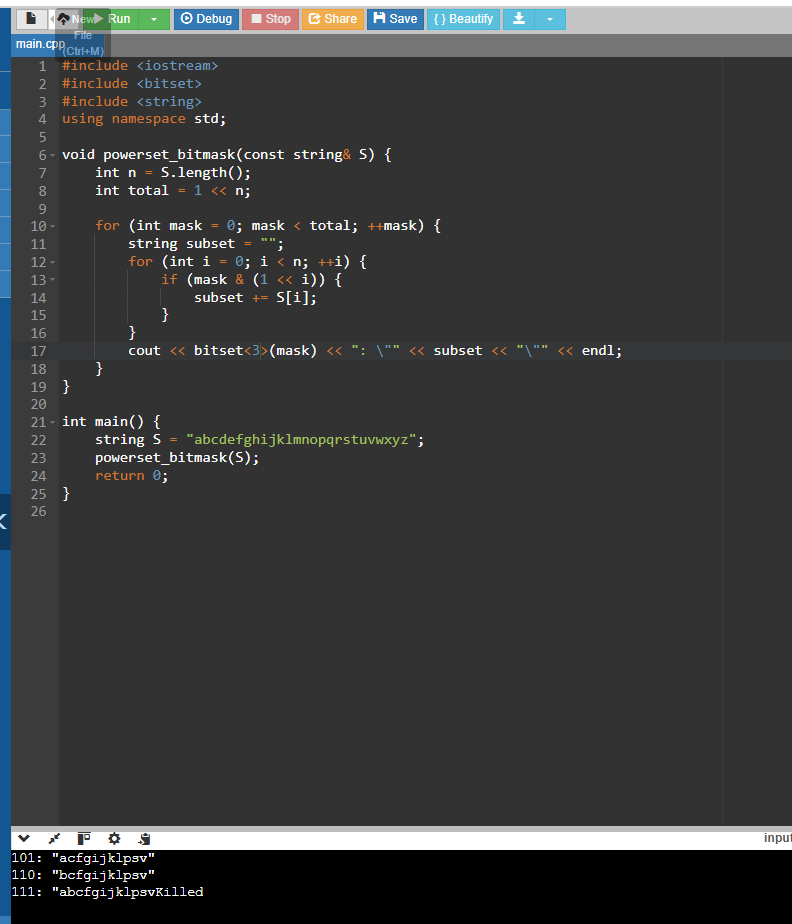 New Run Debug Stop Share Save { } Beautify
File
main.cpp (Ctrl+M)
1 #include <iostream>
2 #include <bitset>
3 #include <string>
4 using namespace std;
5
6 void powerset_bitmask(const string& S) {
7 int n = S.length();
8 int total = 1 << n;
9
10 for (int mask = 0; mask < total; ++mask) {
11 string subset = "";
12 for (int i = 0; i < n; ++i) {
13 if (mask & (1 << i)) {
14 subset += S[i];
15 }
16 }
17 cout << bitset<3>(mask) << ": \"" << subset << "\"" << endl;
18 }
19 }
20
21 int main() {
22 string S = "abcdefghijklmnopqrstuvwxyz";
23 powerset_bitmask(S);
24 return 0;
25 }
26
input
101: "acfgijklpsv"
110: "bcfgijklpsv"
111: "abcfgijklpsvKilled